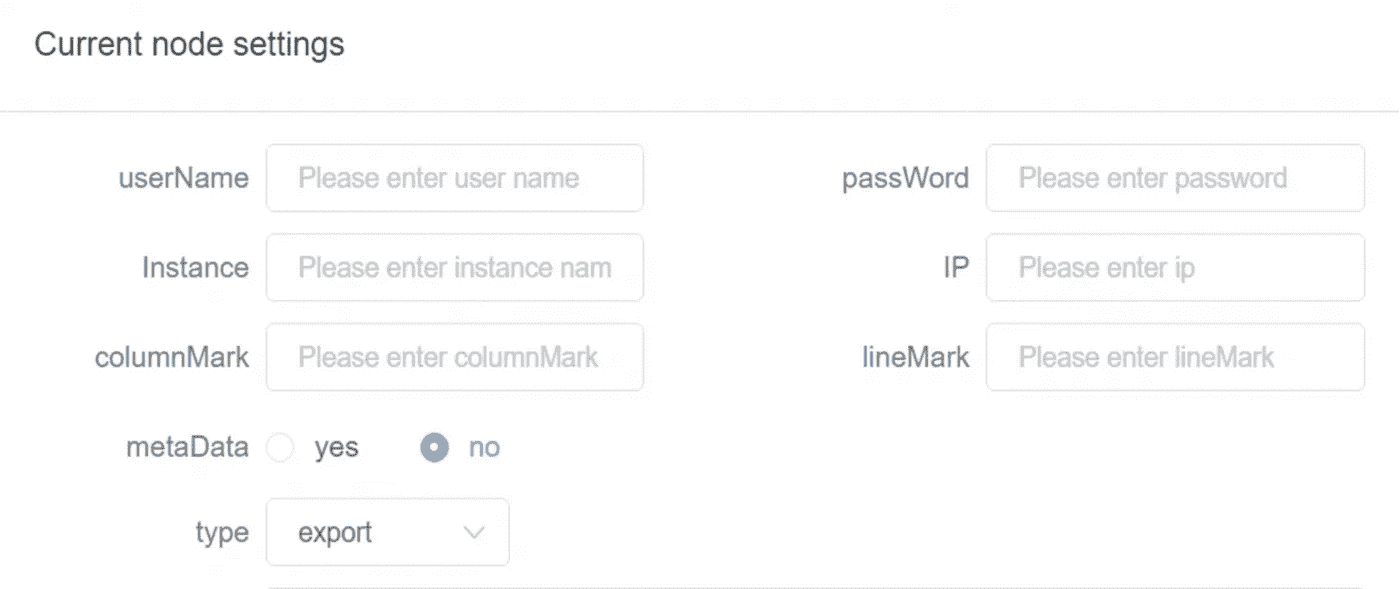 Current node settings
userName Please enter user name passWord Please enter password
Instance Please enter instance nam IP Please enter ip
columnMark Please enter columnMark lineMark Please enter lineMark
metaData yes no
type export